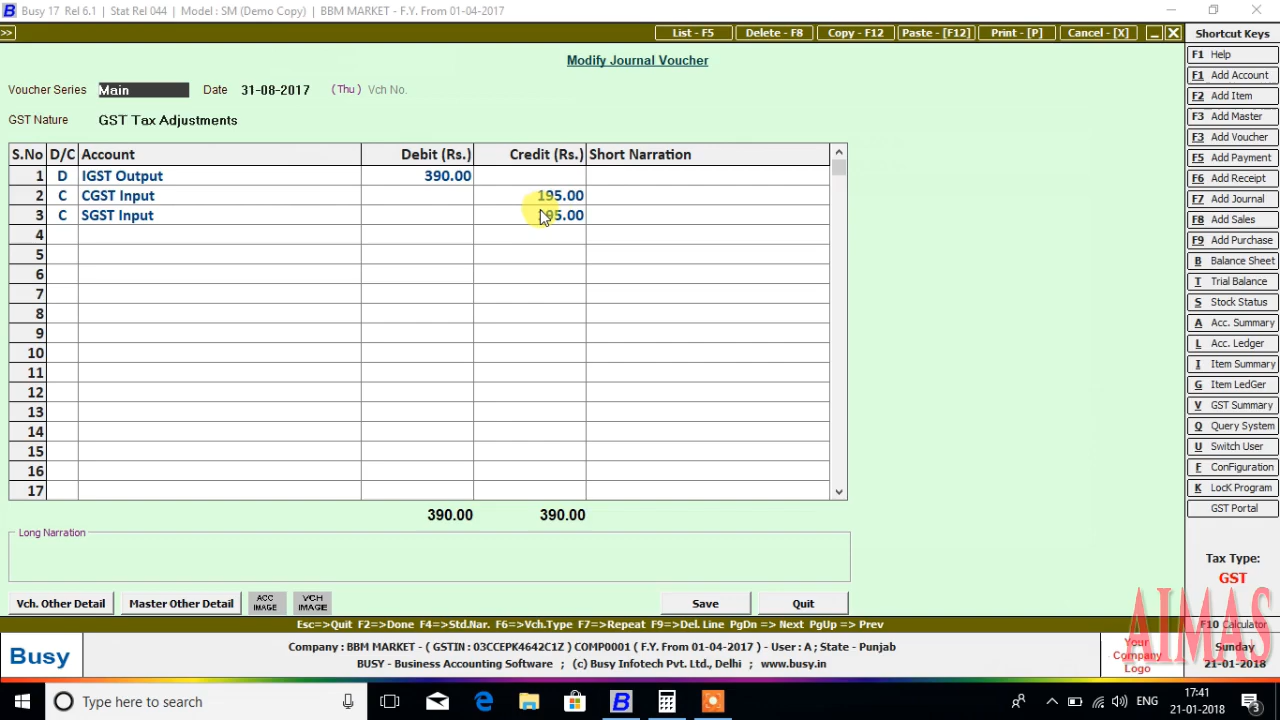 Busy 17 Rel 6.1 | Stat Rel 044 | Model : SM (Demo Copy) | BBM MARKET - F.Y. From 01-04-2017
>> List - F5 Delete - F8 Copy - F12 Paste - [F12] Print - [P] Cancel - [X]
Shortcut Keys
Modify Journal Voucher
Voucher Series Main Date 31-08-2017 (Thu) Vch No.
GST Nature GST Tax Adjustments
S.No D/C Account Debit (Rs.) Credit (Rs.) Short Narration
1 D IGST Output 390.00
2 C CGST Input 195.00
3 C SGST Input 195.00
4
5
6
7
8
9
10
11
12
13
14
15
16
17
390.00 390.00
Long Narration
Vch. Other Detail Master Other Detail ACC IMAGE VCH IMAGE Save Quit
Esc=>Quit F2=>Done F4=>Std.Nar. F6=>Vch.Type F7=>Repeat F9=>Del. Line PgDn => Next PgUp => Prev
F1 Help
F1 Add Account
F2 Add Item
F3 Add Master
F3 Add Voucher
F5 Add Payment
F6 Add Receipt
F7 Add Journal
F8 Add Sales
F9 Add Purchase
B Balance Sheet
T Trial Balance
S Stock Status
A Acc. Summary
L Acc. Ledger
I Item Summary
G Item LedGer
V GST Summary
Q Query System
U Switch User
F Configuration
K LocK Program
GST Portal
Tax Type:
GST
AIMAS
F10 Calculator
Busy
Company : BBM MARKET - ( GSTIN : 03CCEPK4642C1Z ) COMP0001 ( F.Y. From 01-04-2017 ) - User : A ; State - Punjab
BUSY - Business Accounting Software ; (c) Busy Infotech Pvt. Ltd., Delhi ; www.busy.in
Your
Company
Logo
Sunday
21-01-2018
Type here to search
ENG
17:41
21-01-2018
3